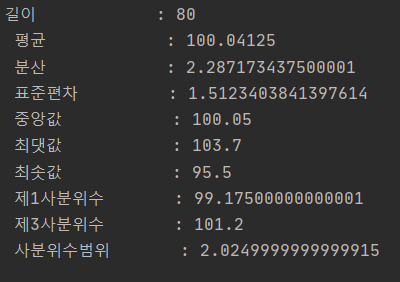 길이 : 80
평균 : 100.04125
분산 : 2.287173437500001
표준편차 : 1.5123403841397614
중앙값 : 100.05
최댓값 : 103.7
최솟값 : 95.5
제1사분위수 : 99.17500000000001
제3사분위수 : 101.2
사분위수범위 : 2.0249999999999915